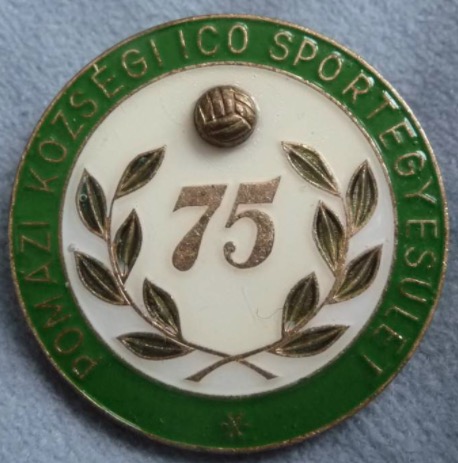 POMÁZI KÖZSÉGI ICO SPORTEGYESÜLET
75